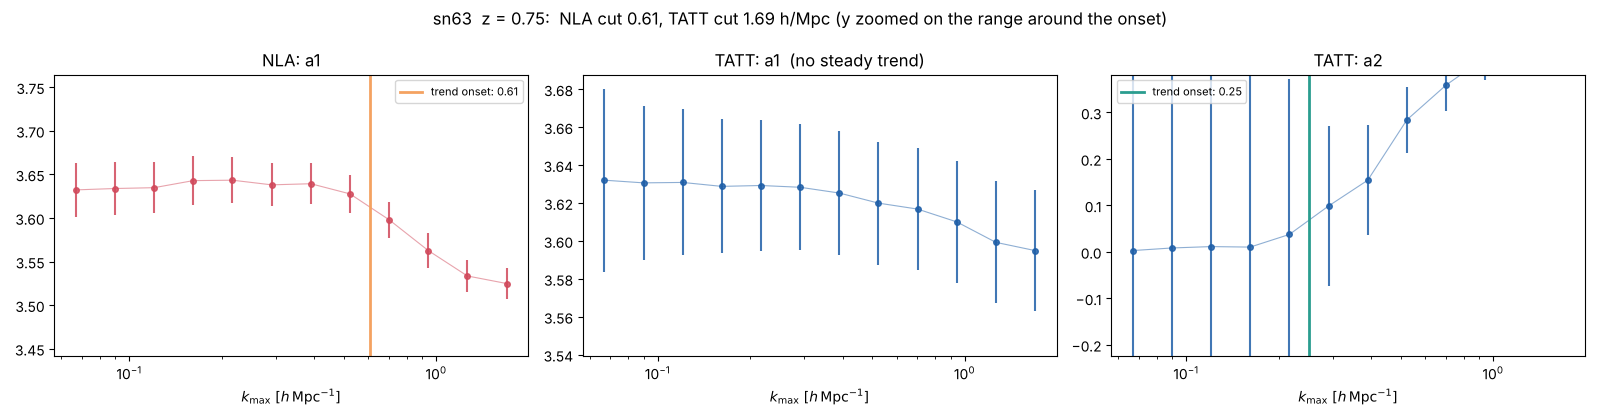 sn63  z = 0.75:  NLA cut 0.61, TATT cut 1.69 h/Mpc (y zoomed on the range around the onset)
NLA: a1
trend onset: 0.61
3.75
3.70
3.65
3.60
3.55
3.50
3.45
10⁻¹ 10⁰
k_max [h Mpc⁻¹]
TATT: a1  (no steady trend)
3.68
3.66
3.64
3.62
3.60
3.58
3.56
3.54
10⁻¹ 10⁰
k_max [h Mpc⁻¹]
TATT: a2
trend onset: 0.25
0.3
0.2
0.1
0.0
−0.1
−0.2
10⁻¹ 10⁰
k_max [h Mpc⁻¹]